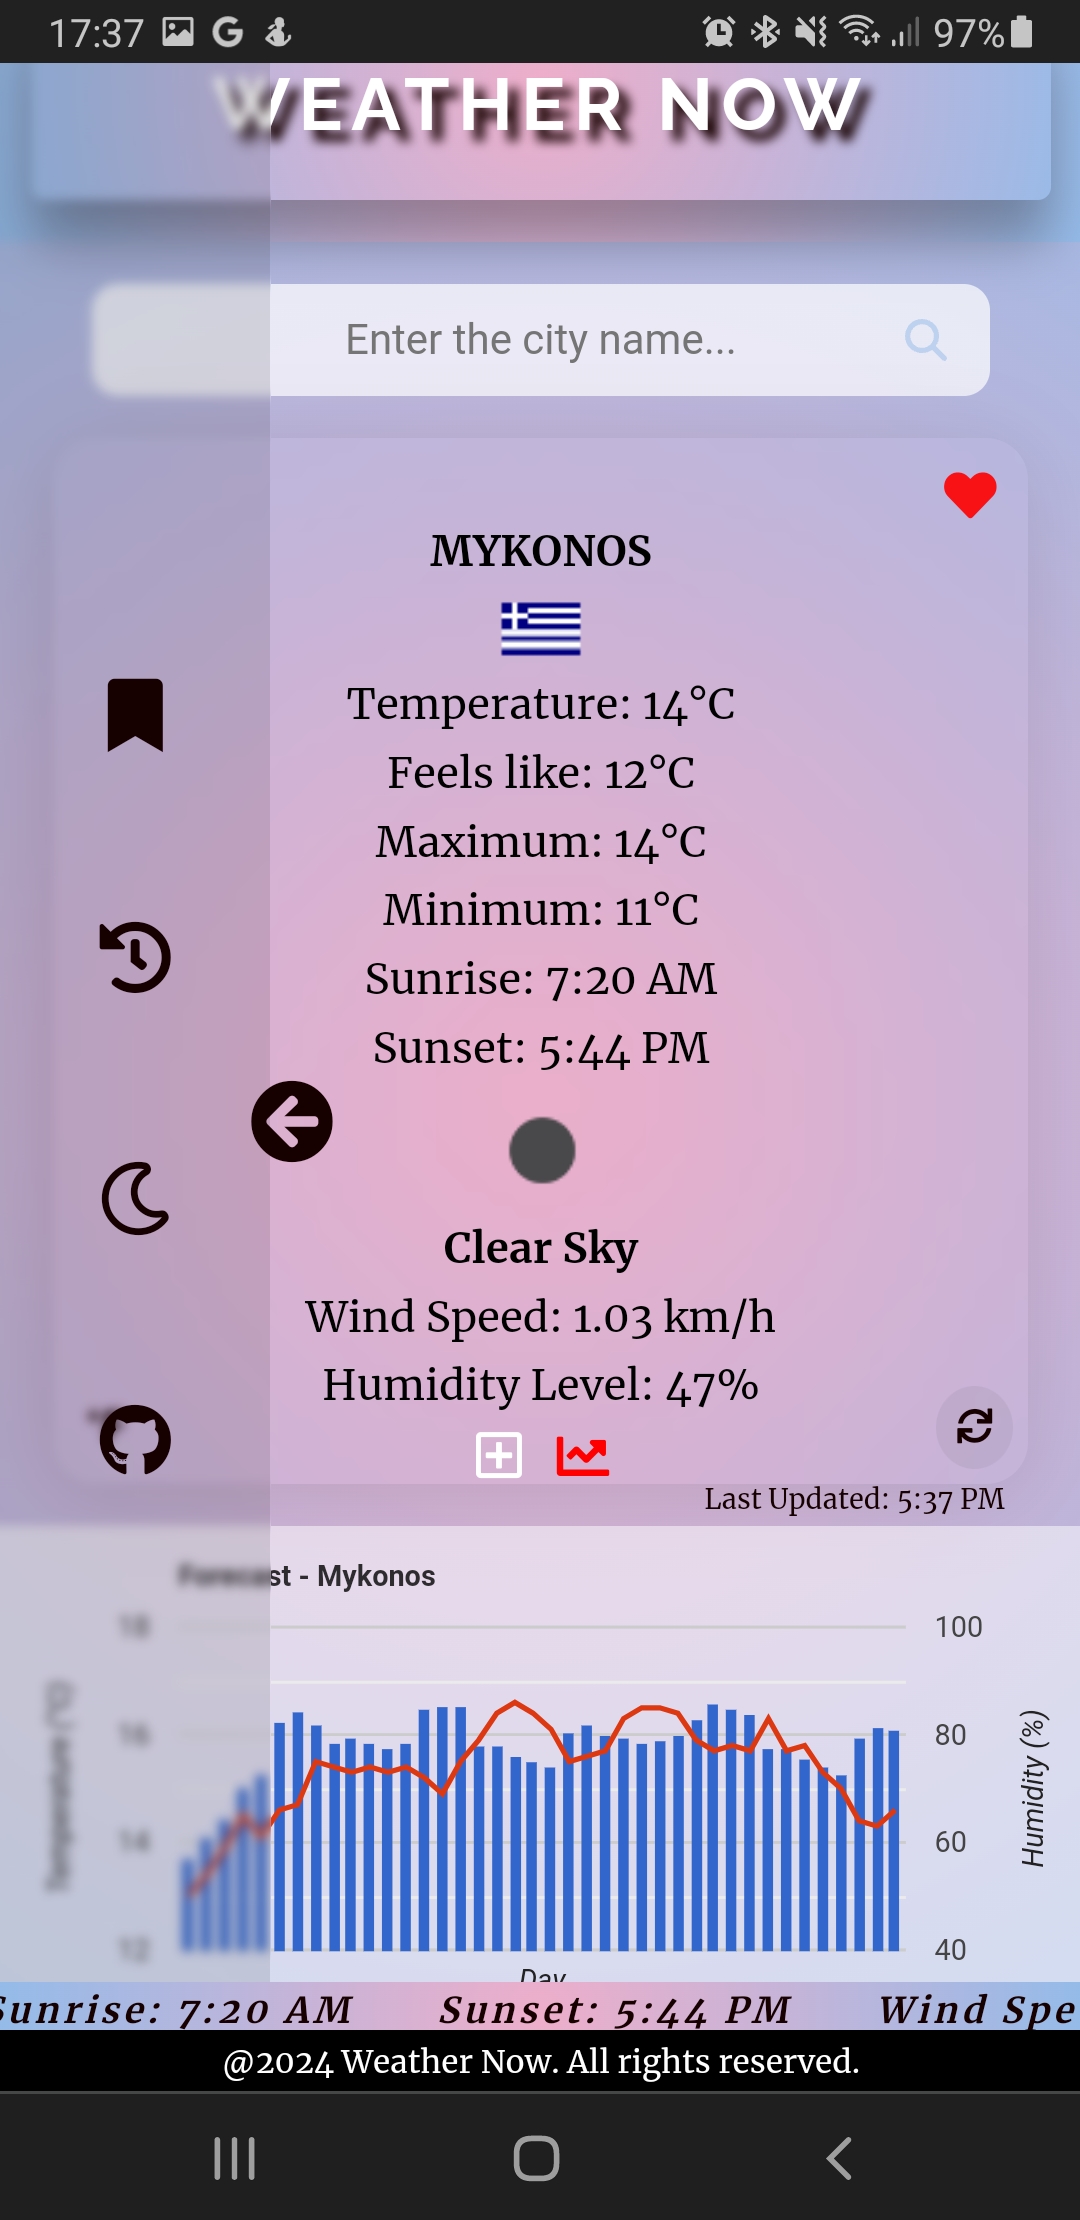 17:37
97%
WEATHER NOW
Enter the city name...
MYKONOS
Temperature: 14°C
Feels like: 12°C
Maximum: 14°C
Minimum: 11°C
Sunrise: 7:20 AM
Sunset: 5:44 PM
Clear Sky
Wind Speed: 1.03 km/h
Humidity Level: 47%
Last Updated: 5:37 PM
Forecast - Mykonos
18
100
16
80
14
60
12
40
Temperature (°C)
Humidity (%)
Day
Sunrise: 7:20 AM Sunset: 5:44 PM Wind Spe
@2024 Weather Now. All rights reserved.